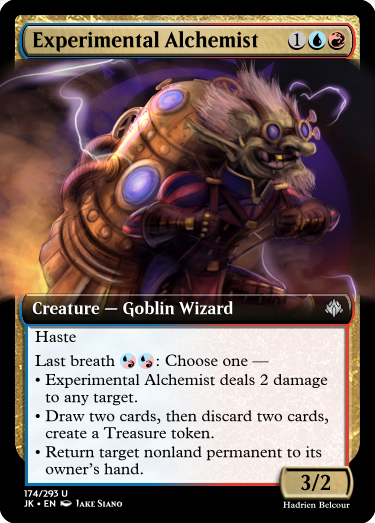 Experimental Alchemist 1
Creature — Goblin Wizard
Haste
Last breath : Choose one —
• Experimental Alchemist deals 2 damage
to any target.
• Draw two cards, then discard two cards,
create a Treasure token.
• Return target nonland permanent to its
owner's hand.
3/2
174/293 U
JK • EN Jake Siano
Hadrien Belcour